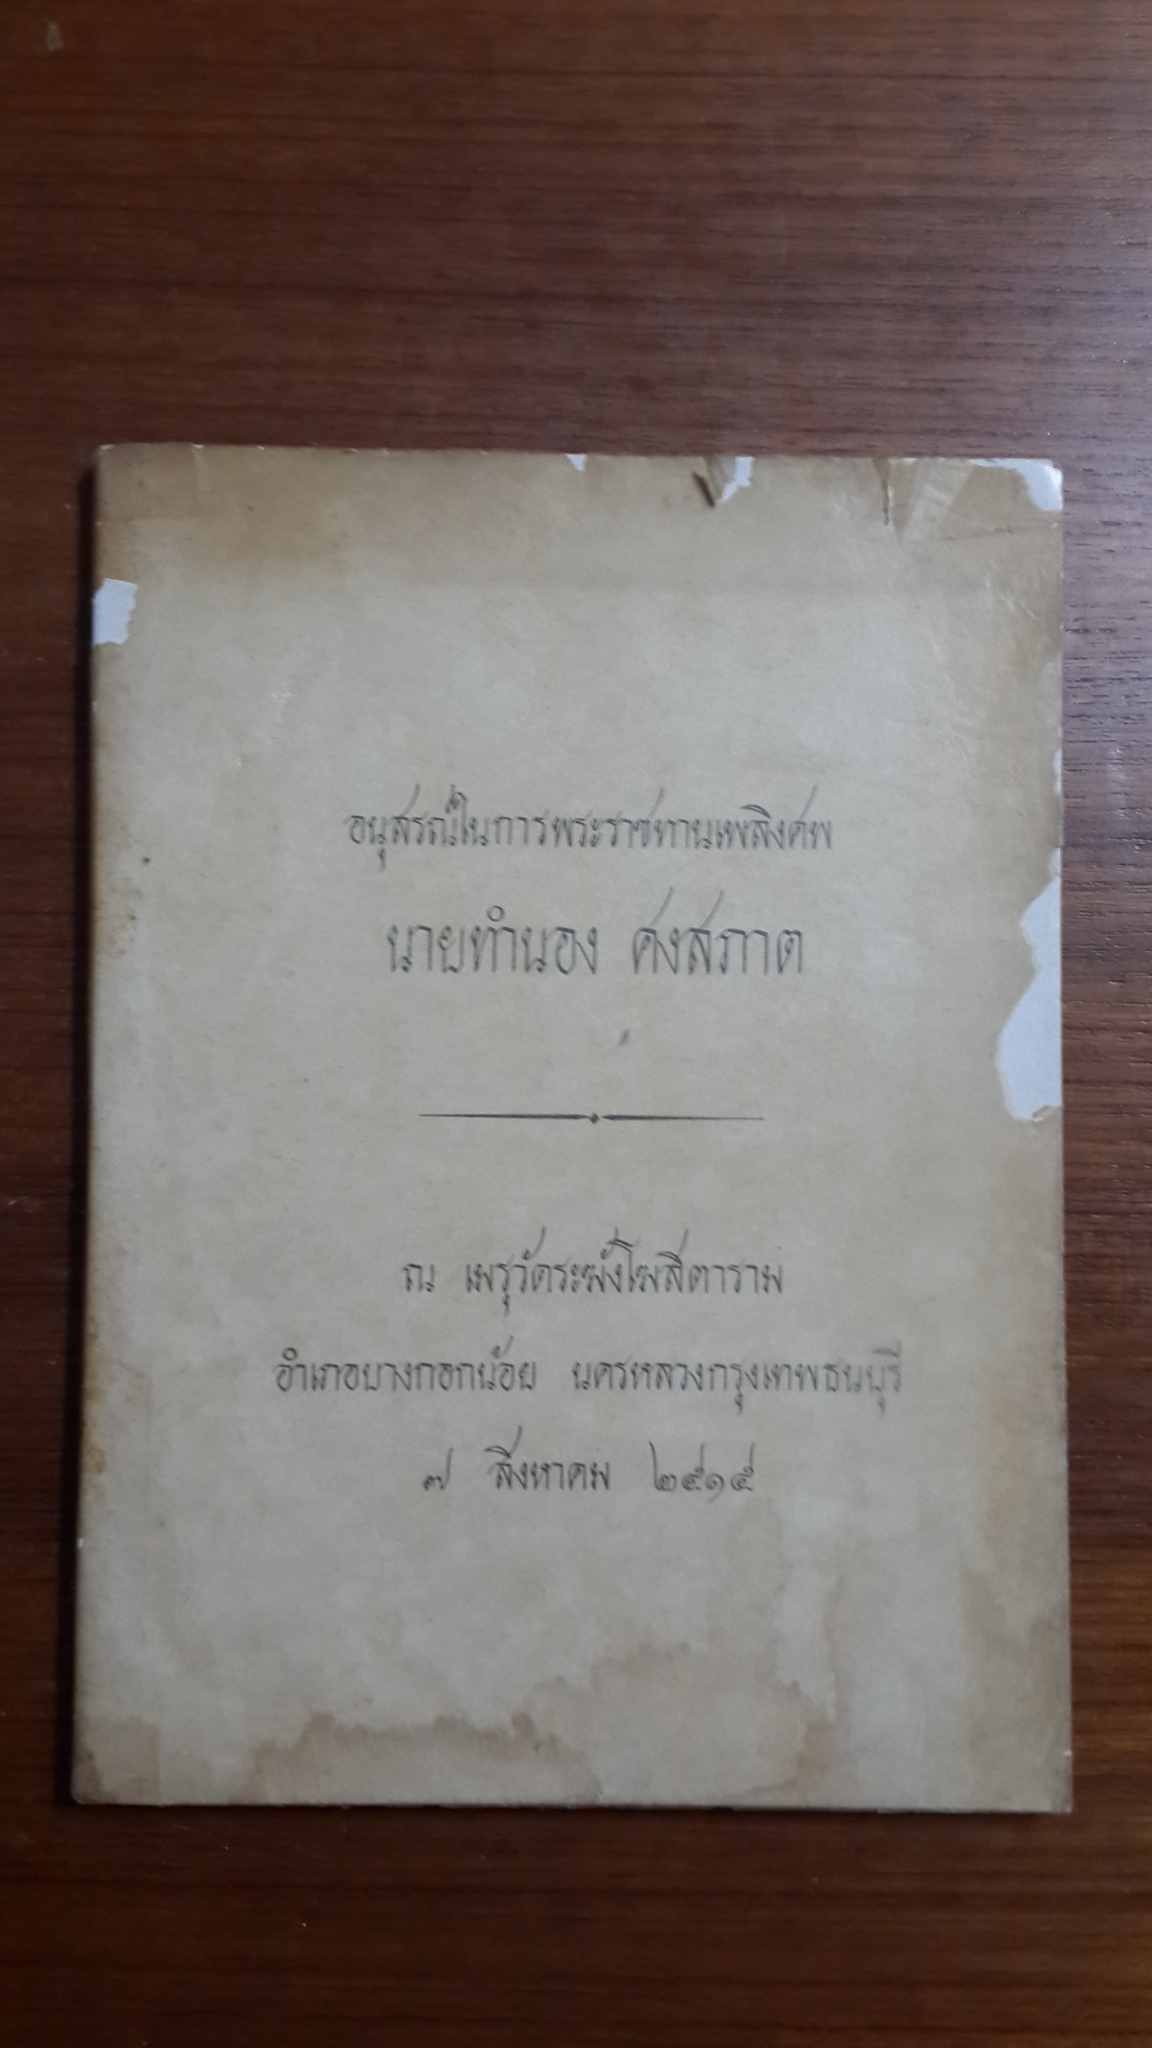 อนุสรณ์ในการพระราชทานเพลิงศพ
นายทำนอง ศงสภาต
ณ เมรุวัดระฆังโฆสิตาราม
อำเภอบางกอกน้อย นครหลวงกรุงเทพธนบุรี
๗ สิงหาคม ๒๕๑๕